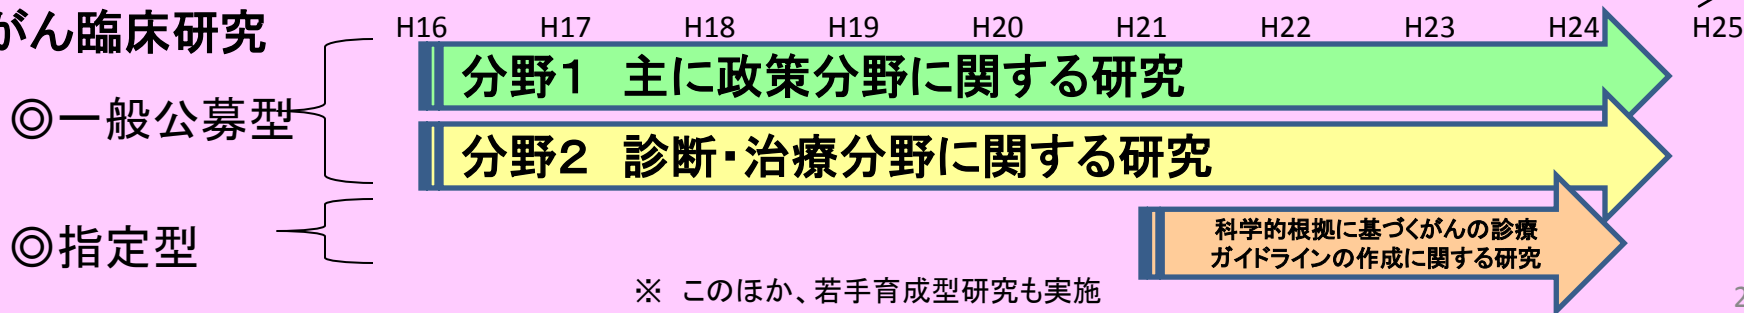 がん臨床研究
H16 H17 H18 H19 H20 H21 H22 H23 H24 H25
分野1 主に政策分野に関する研究
◎一般公募型
分野2 診断・治療分野に関する研究
◎指定型
科学的根拠に基づくがんの診療
ガイドラインの作成に関する研究
※ このほか、若手育成型研究も実施
2